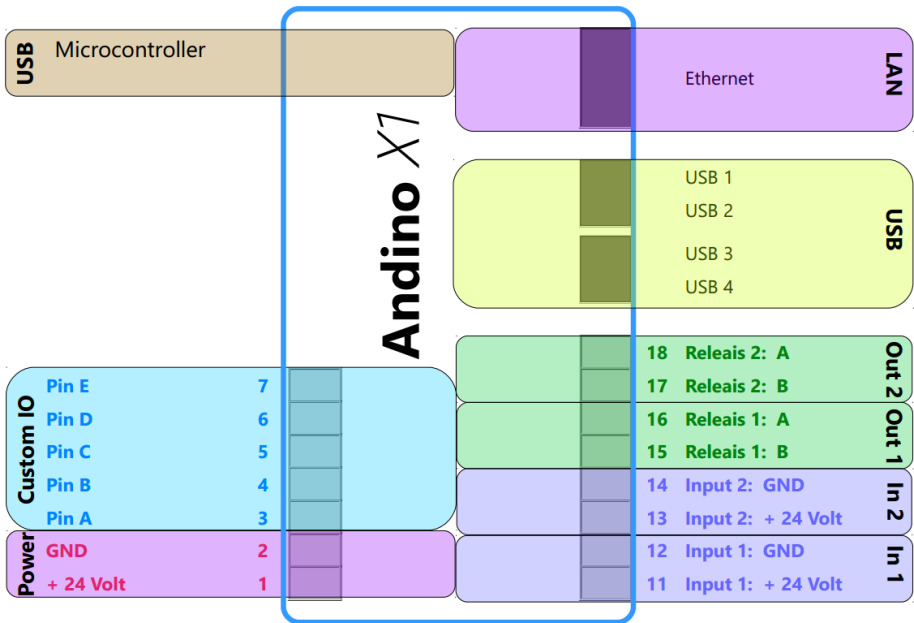 USB
Microcontroller
Andino X1
Ethernet
LAN
USB 1
USB 2
USB 3
USB 4
USB
Custom IO
Pin E 7
Pin D 6
Pin C 5
Pin B 4
Pin A 3
Power
GND 2
+ 24 Volt 1
18 Releais 2: A
17 Releais 2: B
Out 2
16 Releais 1: A
15 Releais 1: B
Out 1
14 Input 2: GND
13 Input 2: + 24 Volt
In 2
12 Input 1: GND
11 Input 1: + 24 Volt
In 1